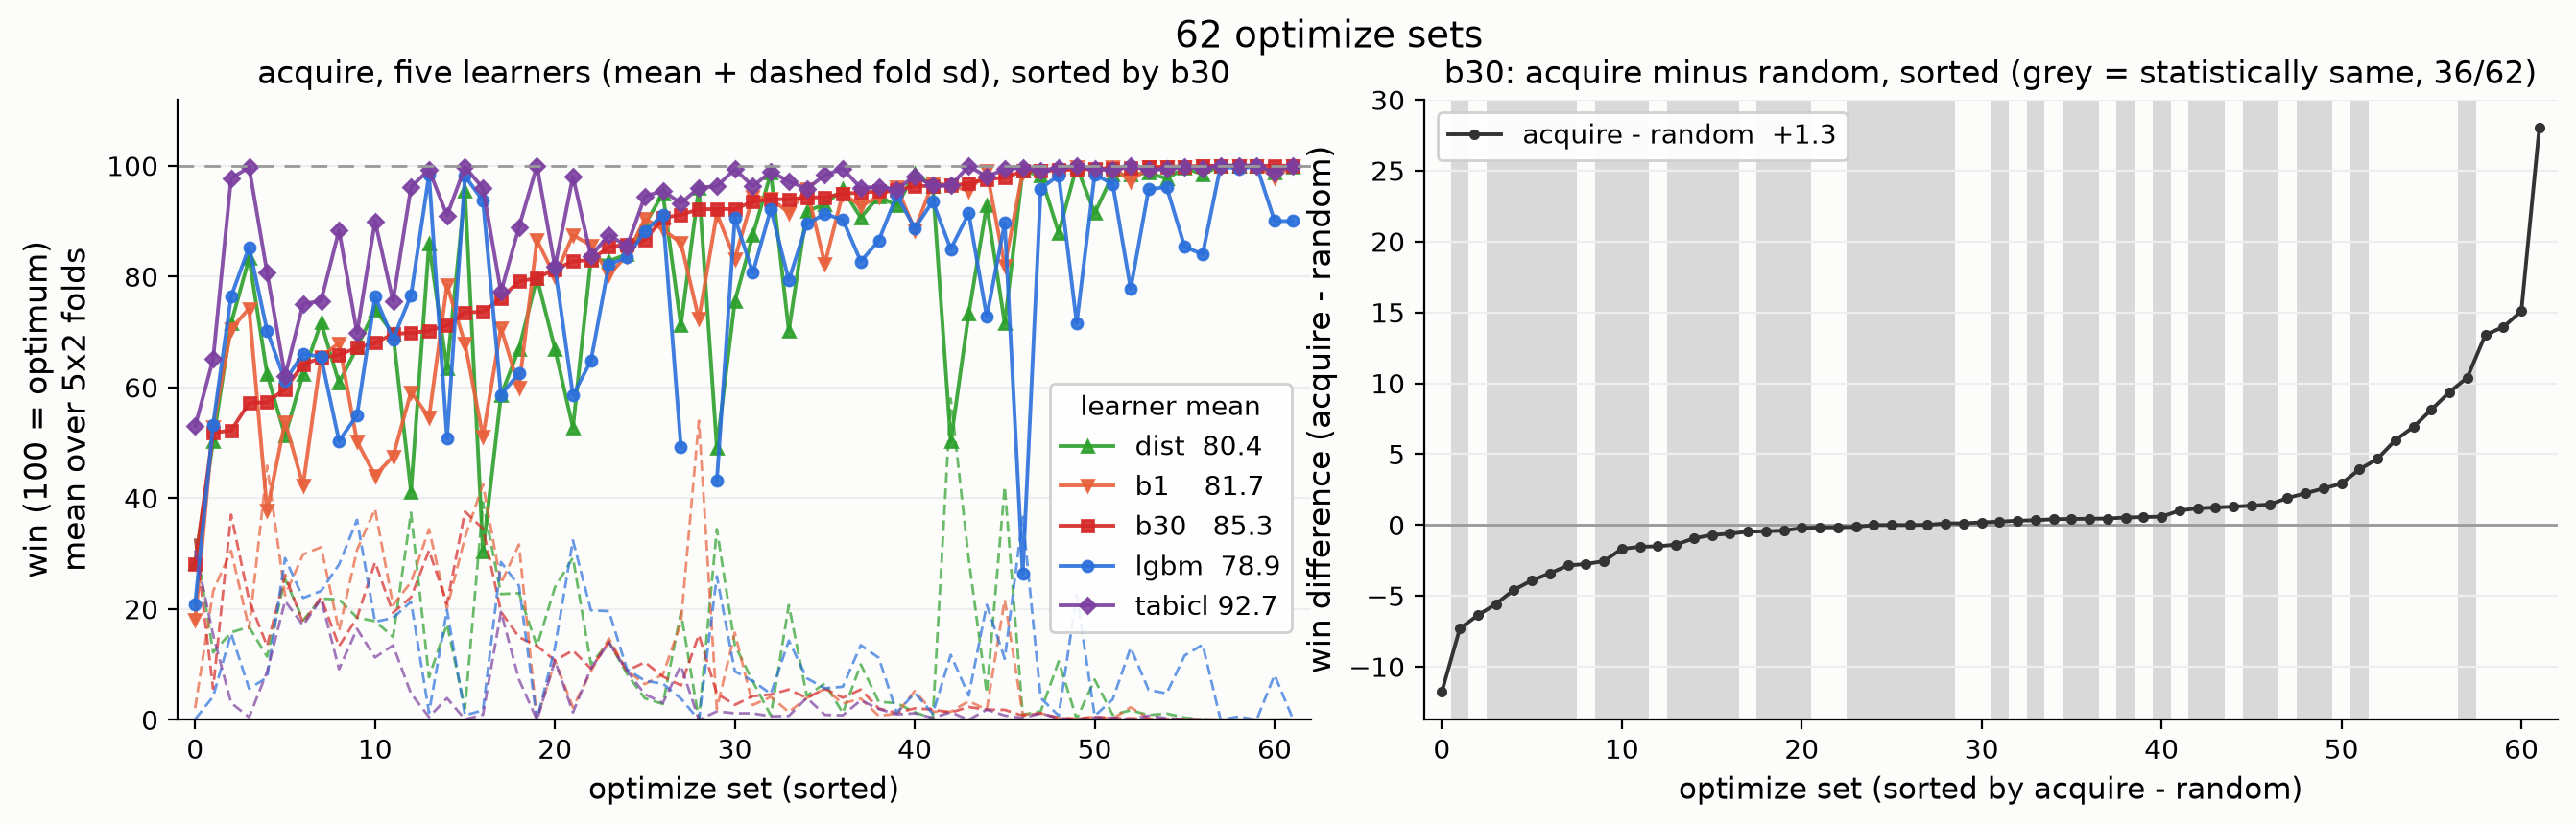 62 optimize sets
acquire, five learners (mean + dashed fold sd), sorted by b30
win (100 = optimum)
mean over 5x2 folds
100
80
60
40
20
0
learner mean
dist 80.4
b1 81.7
b30 85.3
lgbm 78.9
tabicl 92.7
0 10 20 30 40 50 60
optimize set (sorted)
b30: acquire minus random, sorted (grey = statistically same, 36/62)
win difference (acquire - random)
30
25
20
15
10
5
0
−5
−10
acquire - random +1.3
0 10 20 30 40 50 60
optimize set (sorted by acquire - random)